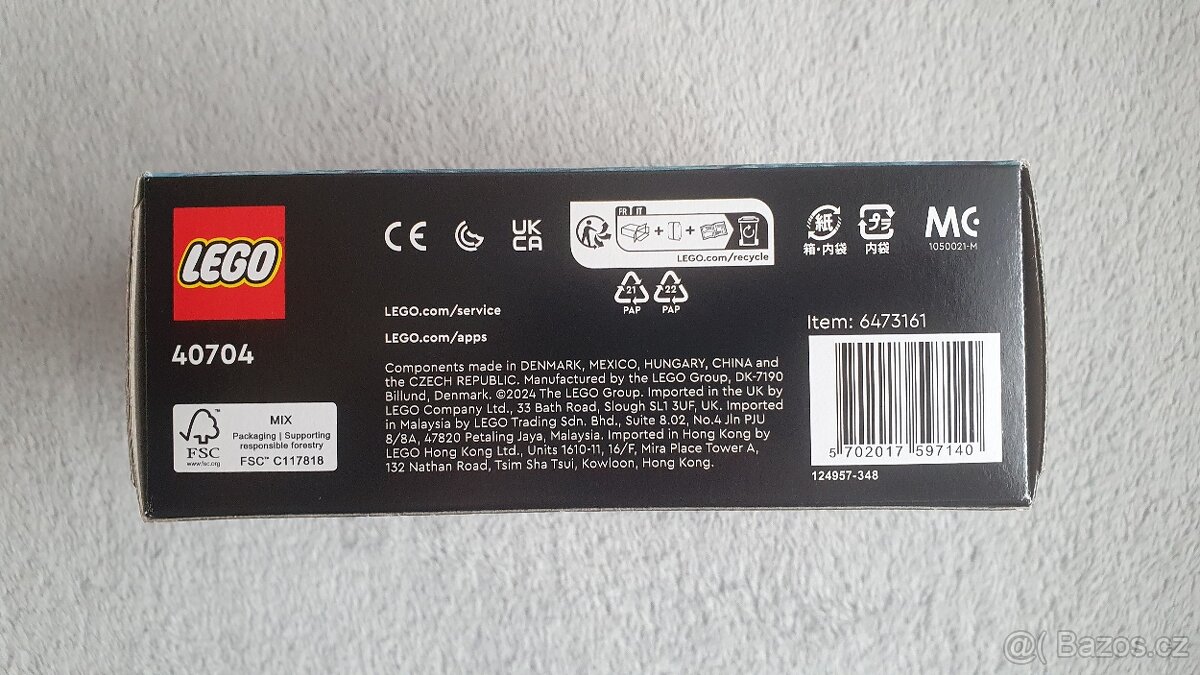 LEGO
40704
FSC
www.fsc.org
MIX
Packaging | Supporting
responsible forestry
FSC™ C117818
CE
UK
CA
FR IT
LEGO.com/recycle
21
PAP
22
PAP
紙
箱・内袋
プラ
内袋
MC
1050021-M
LEGO.com/service
LEGO.com/apps
Components made in DENMARK, MEXICO, HUNGARY, CHINA and
the CZECH REPUBLIC. Manufactured by the LEGO Group, DK-7190
Billund, Denmark. ©2024 The LEGO Group. Imported in the UK by
LEGO Company Ltd., 33 Bath Road, Slough SL1 3UF, UK. Imported
in Malaysia by LEGO Trading Sdn. Bhd., Suite 8.02, No.4 Jln PJU
8/8A, 47820 Petaling Jaya, Malaysia. Imported in Hong Kong by
LEGO Hong Kong Ltd., Units 1610-11, 16/F, Mira Place Tower A,
132 Nathan Road, Tsim Sha Tsui, Kowloon, Hong Kong.
Item: 6473161
5 702017 597140
124957-348
@( Bazos.cz